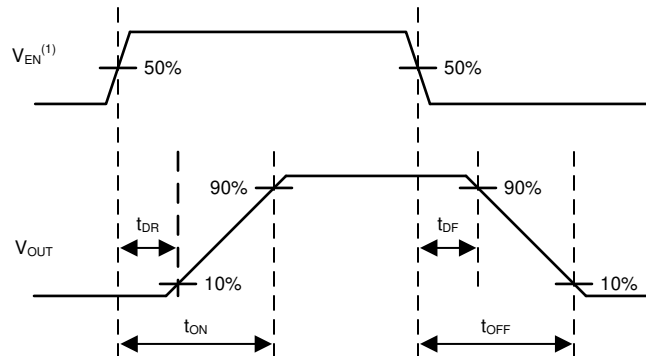 V_EN(1)
50%
50%
90%
90%
t_DR
t_DF
V_OUT
10%
10%
t_ON
t_OFF